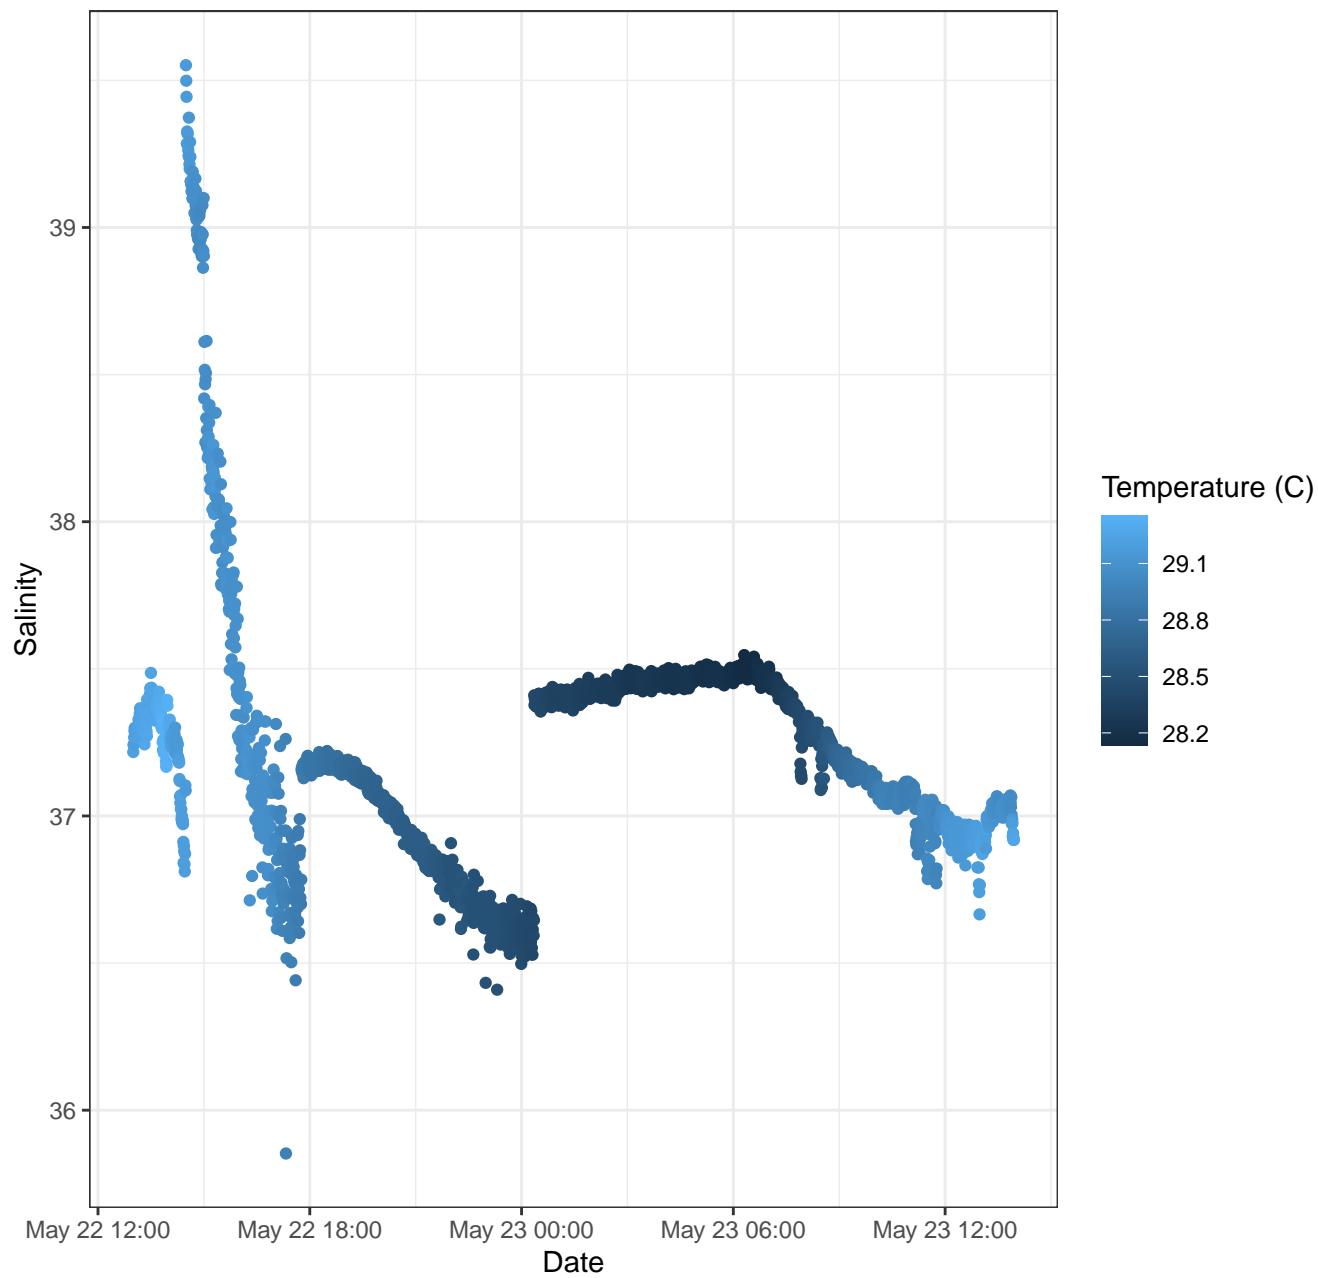 Salinity
39
38
37
36
May 22 12:00
May 22 18:00
May 23 00:00
May 23 06:00
May 23 12:00
Date
Temperature (C)
29.1
28.8
28.5
28.2